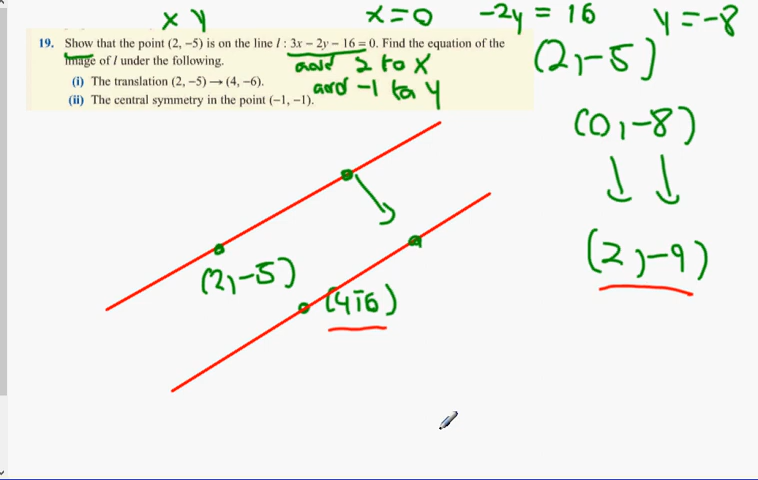 x y x=0 -2y = 16 y=-8
19. Show that the point (2, −5) is on the line l : 3x − 2y − 16 = 0. Find the equation of the
image of l under the following.
add 2 to x
(2,-5)
(i) The translation (2, −5) → (4, −6).
add -1 to y
(ii) The central symmetry in the point (−1, −1).
(0,-8)
↓ ↓
(2,-9)
(2,-5)
(4,-6)